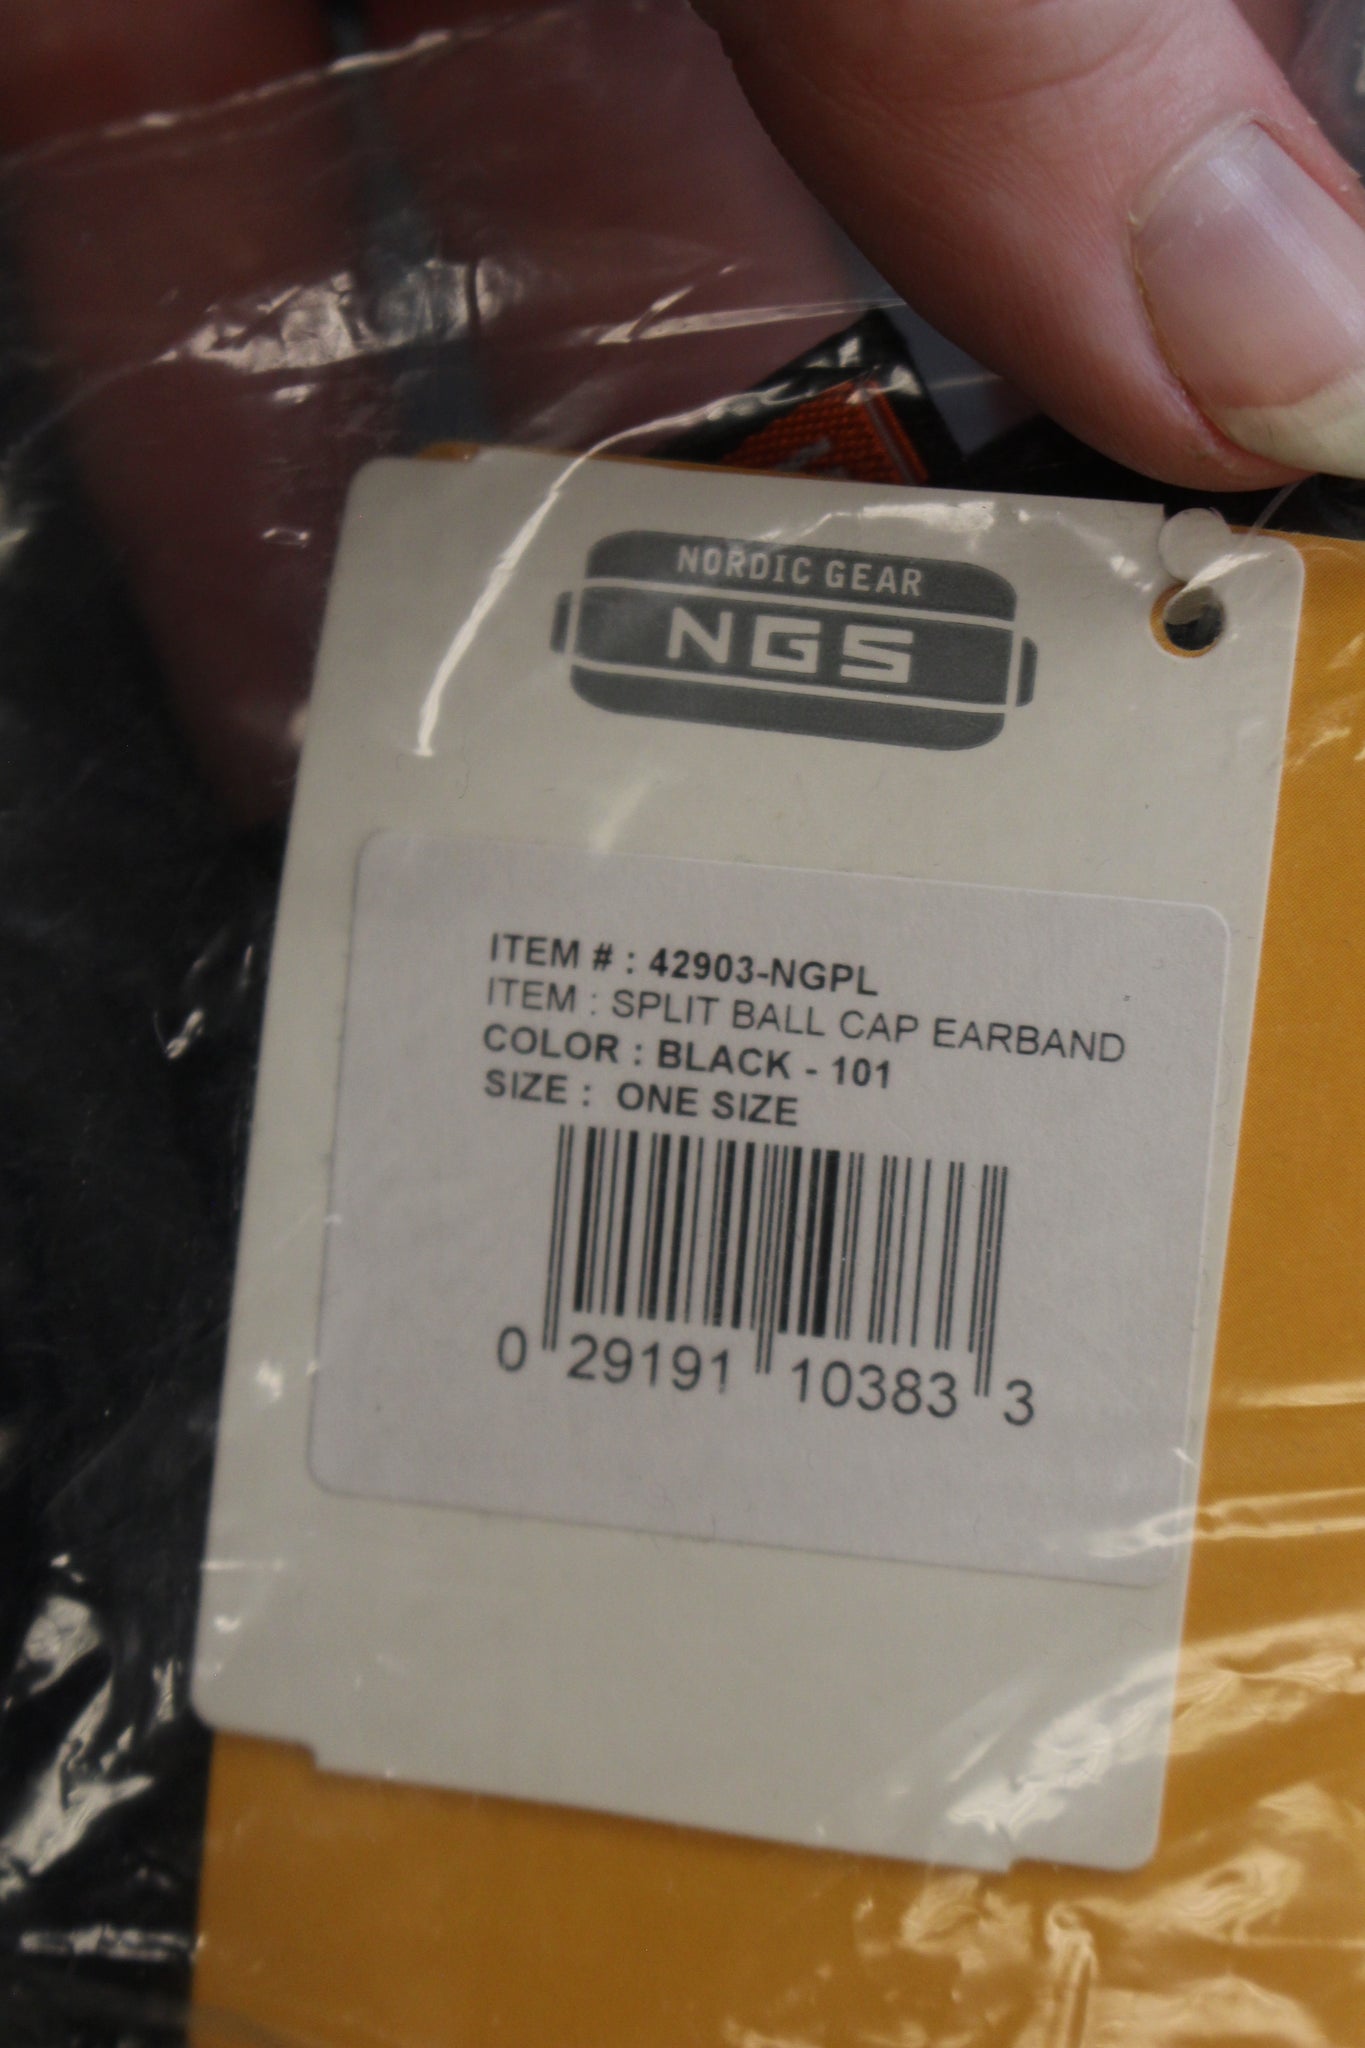 NORDIC GEAR
NGS
ITEM # : 42903-NGPL
ITEM : SPLIT BALL CAP EARBAND
COLOR : BLACK - 101
SIZE : ONE SIZE
0 29191 10383 3